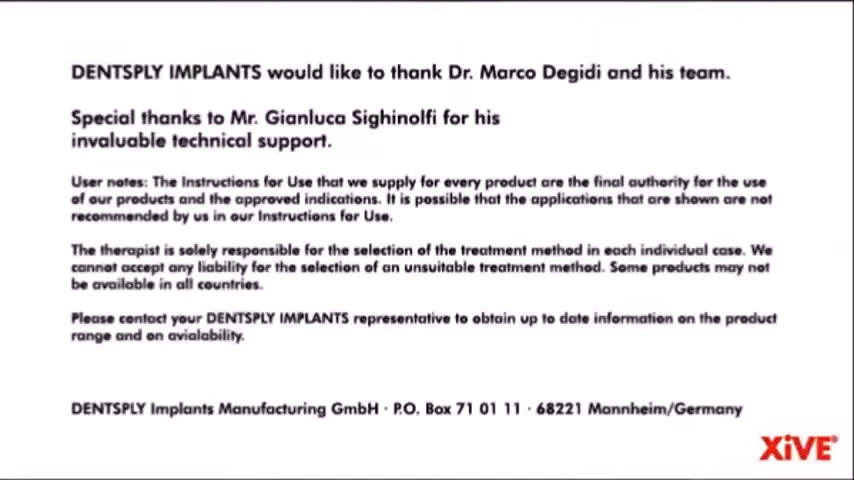 DENTSPLY IMPLANTS would like to thank Dr. Marco Degidi and his team.
Special thanks to Mr. Gianluca Sighinolfi for his
invaluable technical support.
User notes: The Instructions for Use that we supply for every product are the final authority for the use
of our products and the approved indications. It is possible that the applications that are shown are not
recommended by us in our Instructions for Use.
The therapist is solely responsible for the selection of the treatment method in each individual case. We
cannot accept any liability for the selection of an unsuitable treatment method. Some products may not
be available in all countries.
Please contact your DENTSPLY IMPLANTS representative to obtain up to date information on the product
range and on avialability.
DENTSPLY Implants Manufacturing GmbH · P.O. Box 71 01 11 · 68221 Mannheim/Germany
XiVE®